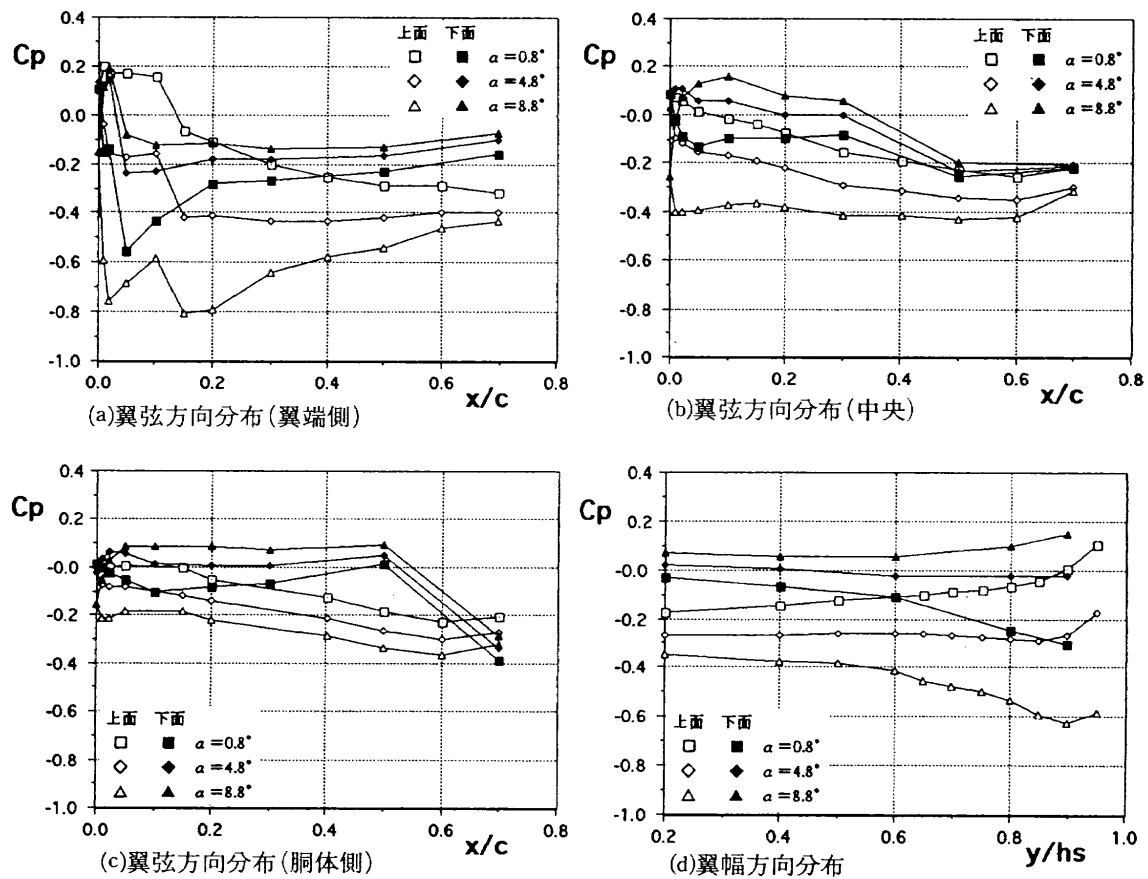 Cp
0.4
0.2
0.0
-0.2
-0.4
-0.6
-0.8
-1.0
上面 下面
α=0.8°
α=4.8°
α=8.8°
0.0 0.2 0.4 0.6 0.8
x/c
(a)翼弦方向分布(翼端側)
Cp
0.4
0.2
0.0
-0.2
-0.4
-0.6
-0.8
-1.0
上面 下面
α=0.8°
α=4.8°
α=8.8°
0.0 0.2 0.4 0.6 0.8
x/c
(b)翼弦方向分布(中央)
Cp
0.4
0.2
-0.0
-0.2
-0.4
-0.6
-0.8
-1.0
上面 下面
α=0.8°
α=4.8°
α=8.8°
0.0 0.2 0.4 0.6 0.8
x/c
(c)翼弦方向分布(胴体側)
Cp
0.4
0.2
-0.0
-0.2
-0.4
-0.6
-0.8
-1.0
上面 下面
α=0.8°
α=4.8°
α=8.8°
0.2 0.4 0.6 0.8 1.0
y/hs
(d)翼幅方向分布